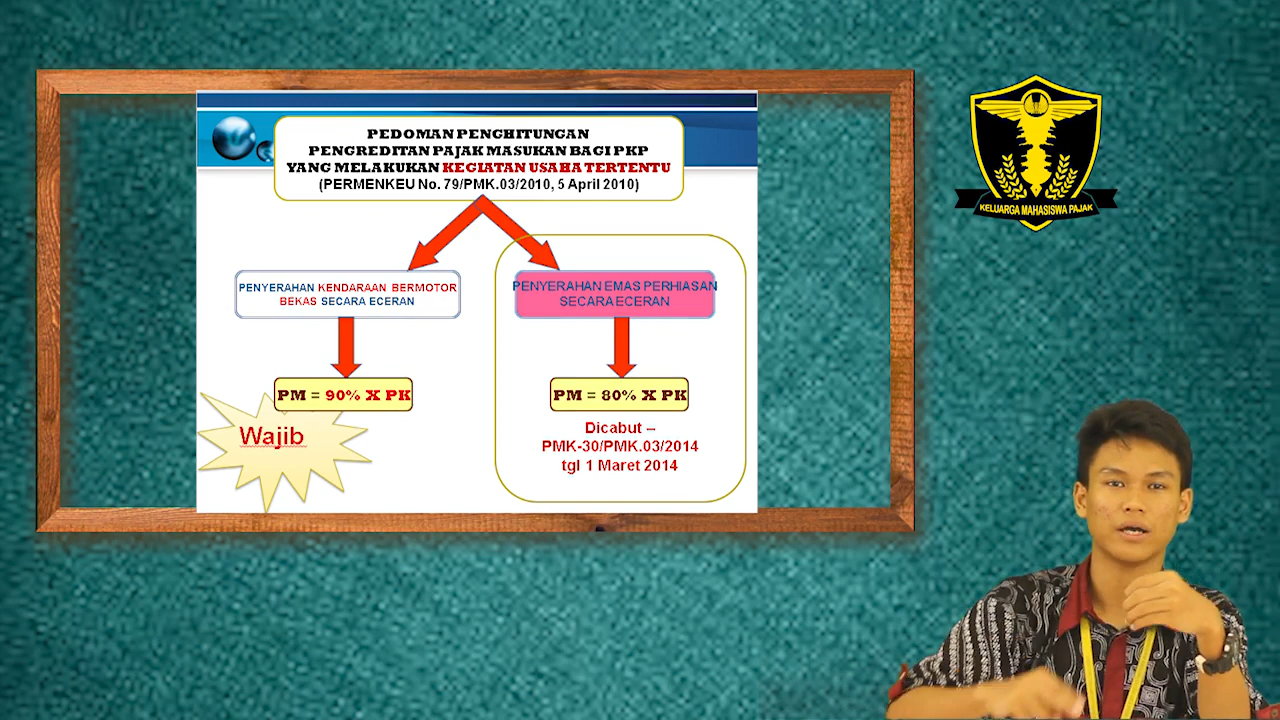 PEDOMAN PENGHITUNGAN
PENGREDITAN PAJAK MASUKAN BAGI PKP
YANG MELAKUKAN KEGIATAN USAHA TERTENTU
(PERMENKEU No. 79/PMK.03/2010, 5 April 2010)
PENYERAHAN KENDARAAN BERMOTOR
BEKAS SECARA ECERAN
PM = 90% X PK
Wajib
PENYERAHAN EMAS PERHIASAN
SECARA ECERAN
PM = 80% X PK
Dicabut –
PMK-30/PMK.03/2014
tgl 1 Maret 2014
KELUARGA MAHASISWA PAJAK